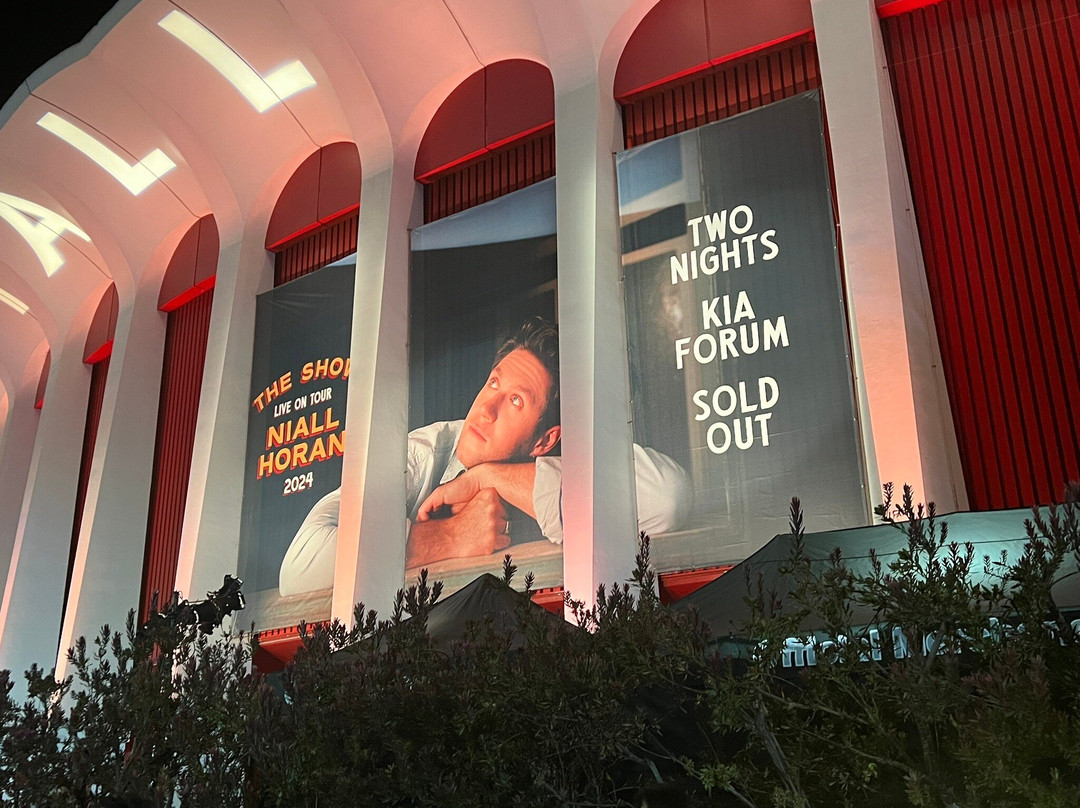 THE SHO
LIVE ON TOUR
NIALL
HORAN
2024
TWO
NIGHTS
KIA
FORUM
SOLD
OUT